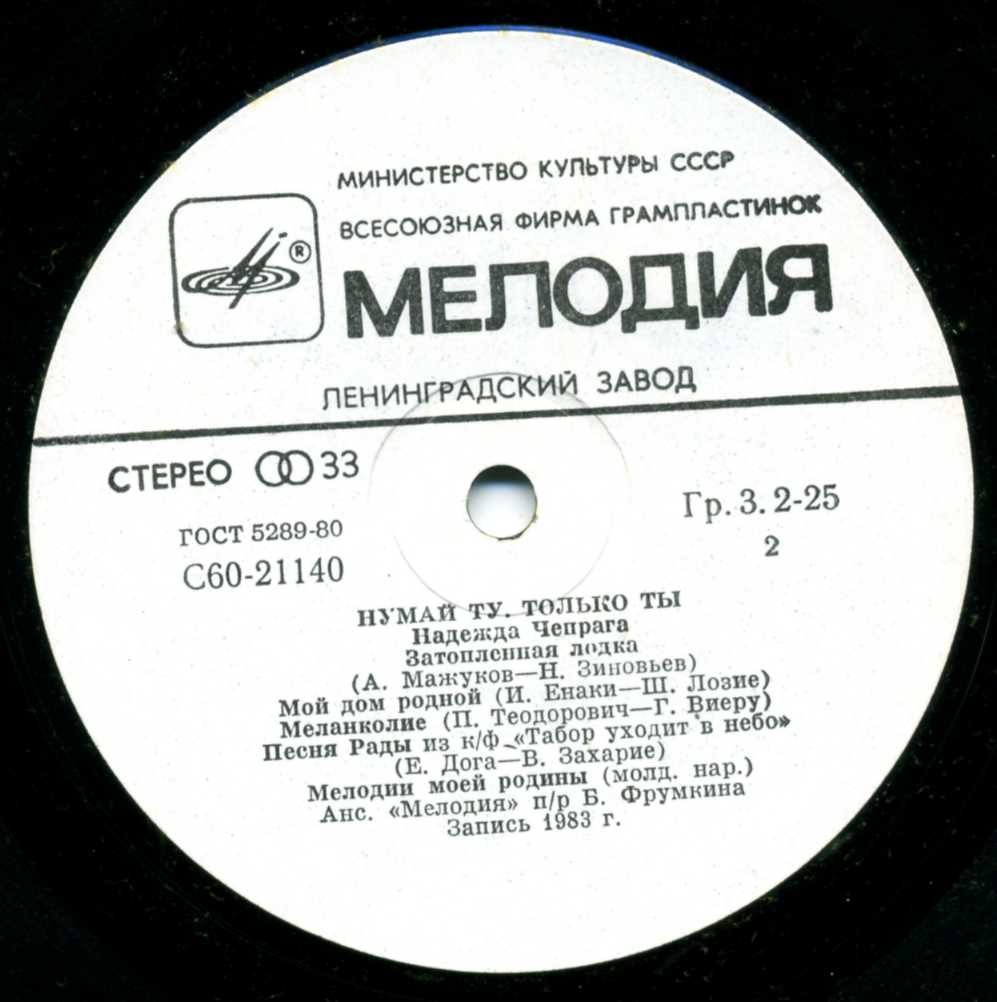 МИНИСТЕРСТВО КУЛЬТУРЫ СССР
ВСЕСОЮЗНАЯ ФИРМА ГРАМПЛАСТИНОК
®
МЕЛОДИЯ
ЛЕНИНГРАДСКИЙ ЗАВОД
СТЕРЕО 33
ГОСТ 5289-80
С60-21140
Гр. 3. 2-25
2
НУМАЙ ТУ. ТОЛЬКО ТЫ
Надежда Чепрага
Затопленная лодка
(А. Мажуков—Н. Зиновьев)
Мой дом родной (И. Енаки—Ш. Лозие)
Меланколие (П. Теодорович—Г. Виеру)
Песня Рады из к/ф «Табор уходит в небо»
(Е. Дога—В. Захарие)
Мелодии моей родины (молд. нар.)
Анс. «Мелодия» п/р Б. Фрумкина
Запись 1983 г.